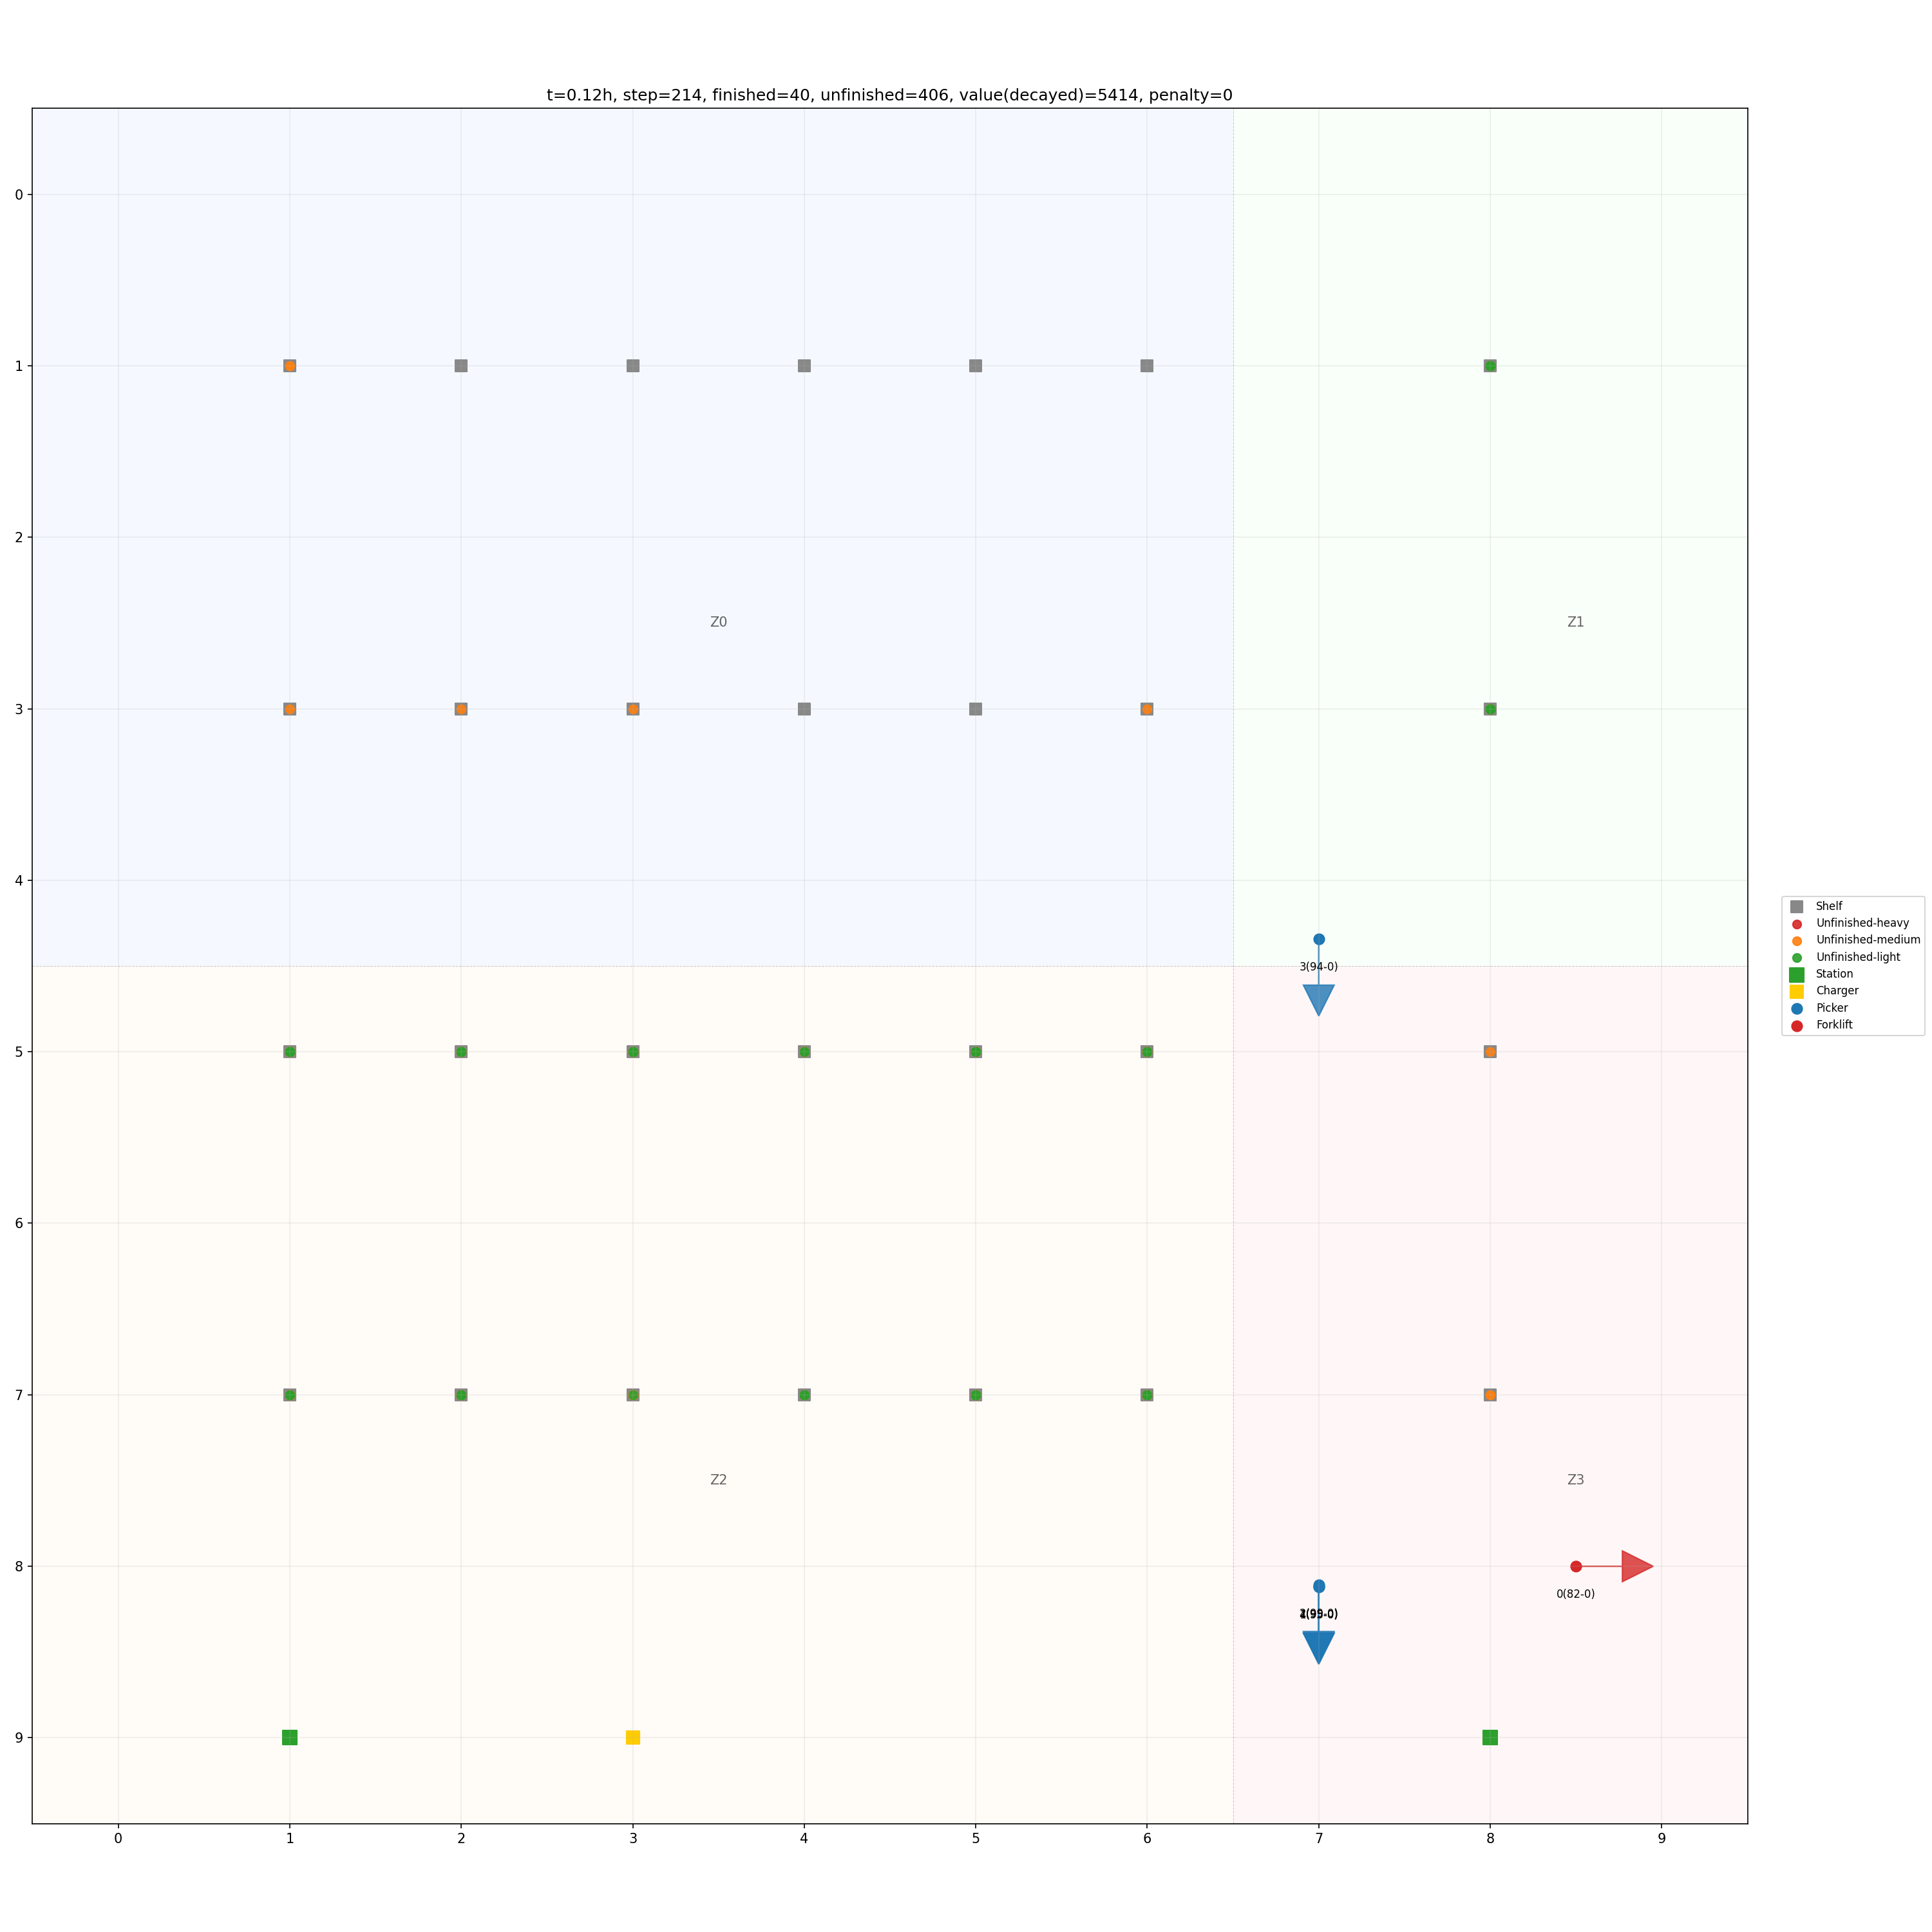 t=0.12h, step=214, finished=40, unfinished=406, value(decayed)=5414, penalty=0
0
1
2
3
4
5
6
7
8
9
Z0
Z1
3(94-0)
Z2
Z3
0(82-0)
0 1 2 3 4 5 6 7 8 9
Shelf
Unfinished-heavy
Unfinished-medium
Unfinished-light
Station
Charger
Picker
Forklift